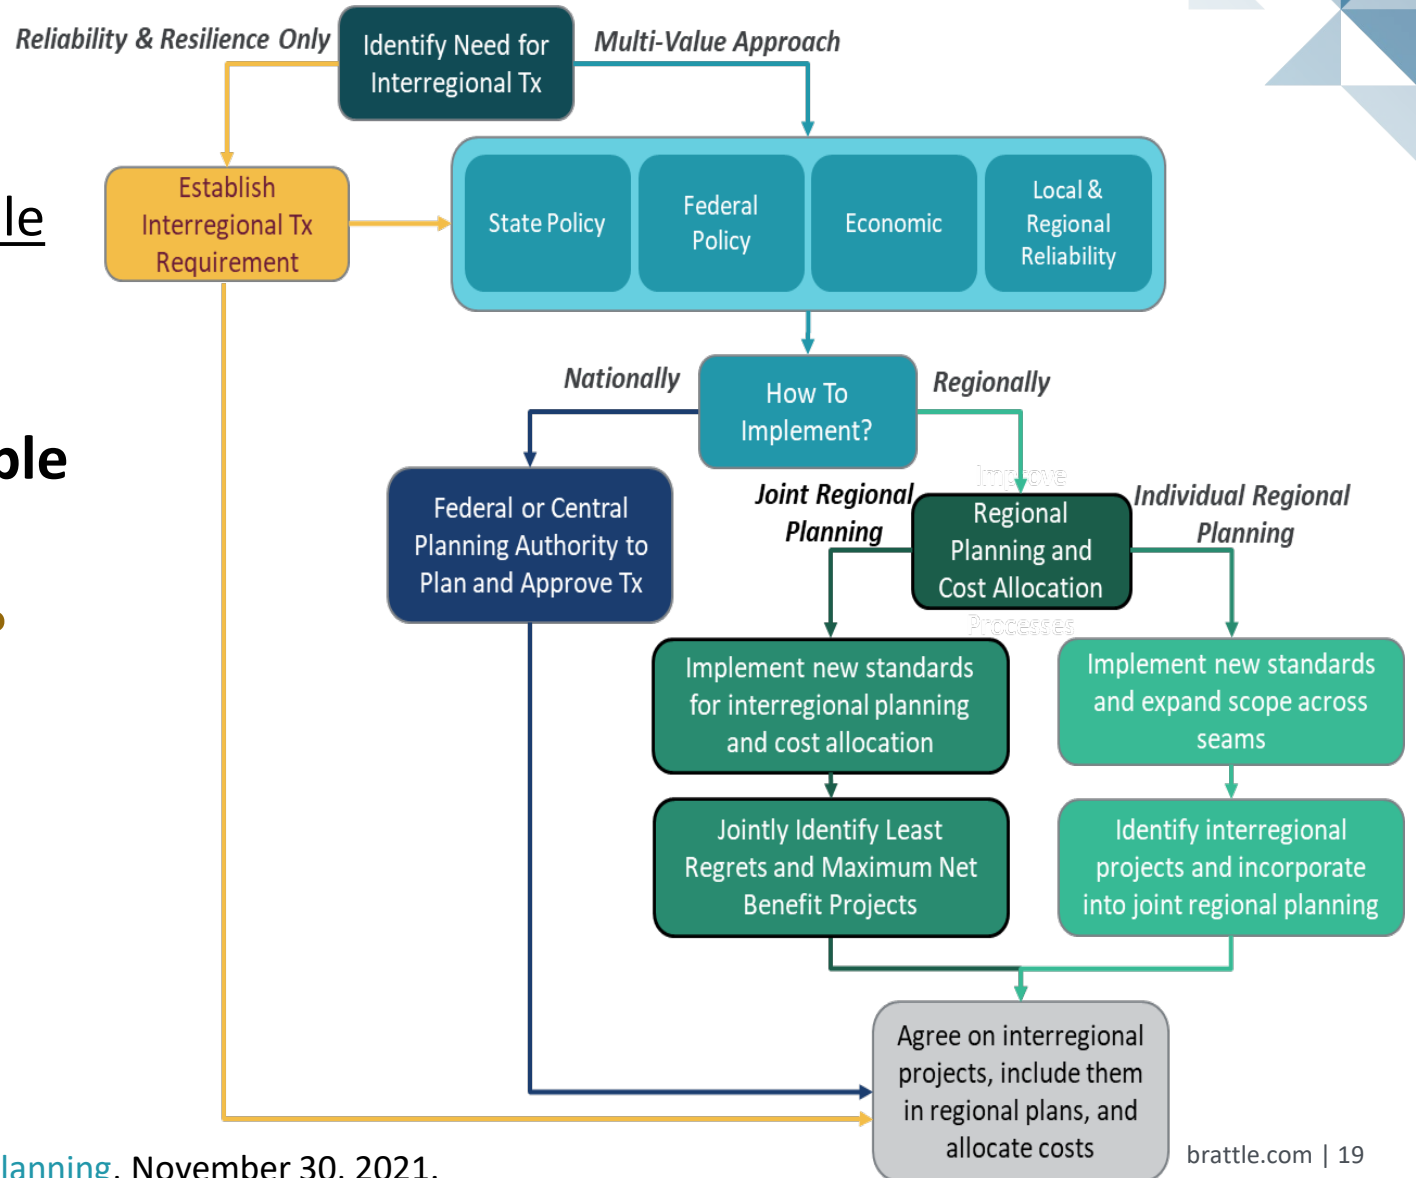 Reliability & Resilience Only
Identify Need for
Interregional Tx
Multi-Value Approach
Establish
Interregional Tx
Requirement
State Policy
Federal
Policy
Economic
Local &
Regional
Reliability
le
Nationally
How To
Implement?
Regionally
ple
Federal or Central
Planning Authority to
Plan and Approve Tx
Joint Regional
Planning
Improve
Regional
Planning and
Cost Allocation
Processes
Individual Regional
Planning
Implement new standards
for interregional planning
and cost allocation
Implement new standards
and expand scope across
seams
Jointly Identify Least
Regrets and Maximum Net
Benefit Projects
Identify interregional
projects and incorporate
into joint regional planning
Agree on interregional
projects, include them
in regional plans, and
allocate costs
lanning, November 30, 2021.
brattle.com | 19